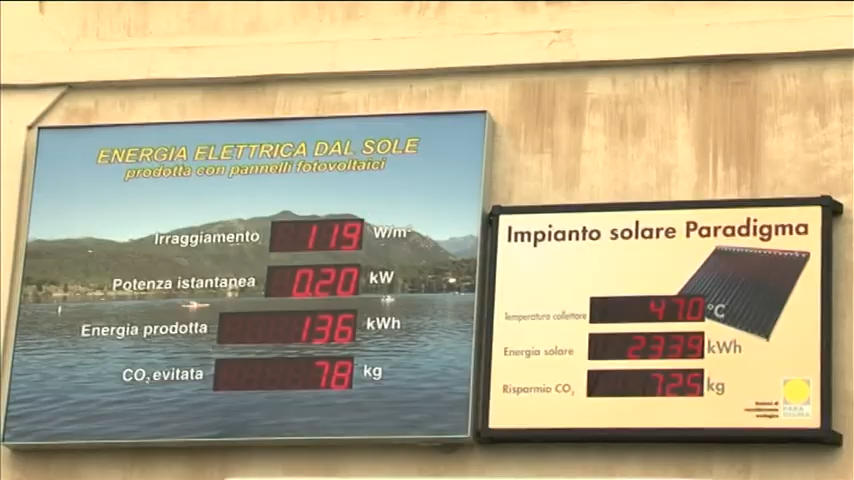 ENERGIA ELETTRICA DAL SOLE
prodotta con pannelli fotovoltaici
Irraggiamento 119 W/m²
Potenza istantanea 0.20 kW
Energia prodotta 136 kWh
CO₂ evitata 78 kg
Impianto solare Paradigma
Temperatura collettore 47.0 °C
Energia solare 2339 kWh
Risparmio CO₂ 725 kg
PARA
DIGMA